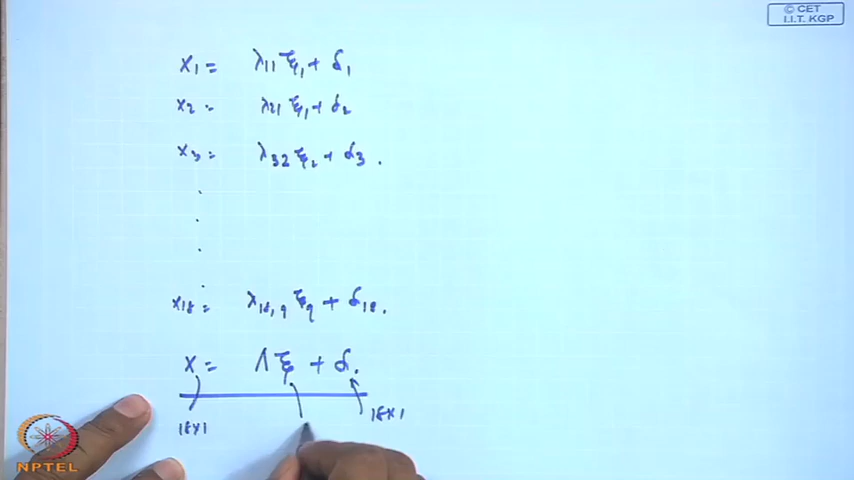 © CET
I.I.T. KGP
x1 = λ11 ξ1 + δ1
x2 = λ21 ξ1 + δ2
x3 = λ32 ξ2 + δ3 .
.
.
.
.
x18 = λ18,9 ξ9 + δ18.
x = Λξ + δ.
18×1
18×1
NPTEL